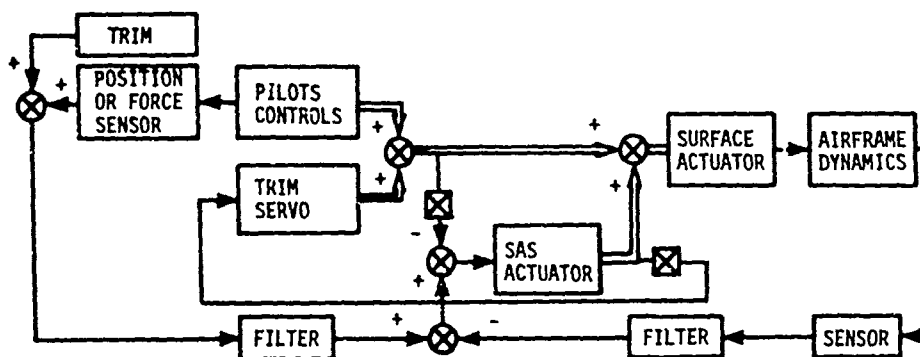 TRIM
+
+
POSITION
OR FORCE
SENSOR
PILOTS
CONTROLS
+
+
TRIM
SERVO
+
+
SURFACE
ACTUATOR
AIRFRAME
DYNAMICS
-
+
SAS
ACTUATOR
FILTER
+
-
FILTER
SENSOR